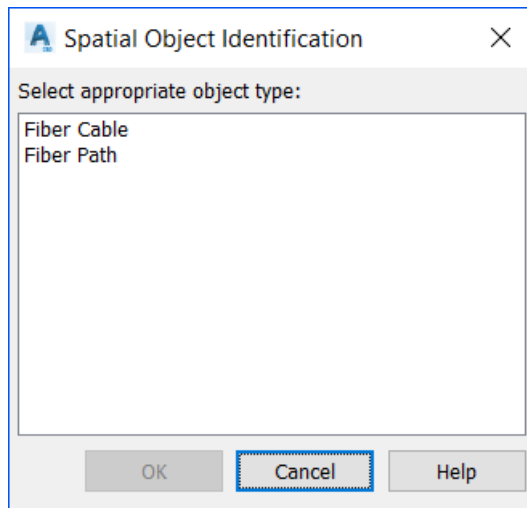 Spatial Object Identification
Select appropriate object type:
Fiber Cable
Fiber Path
OK Cancel Help